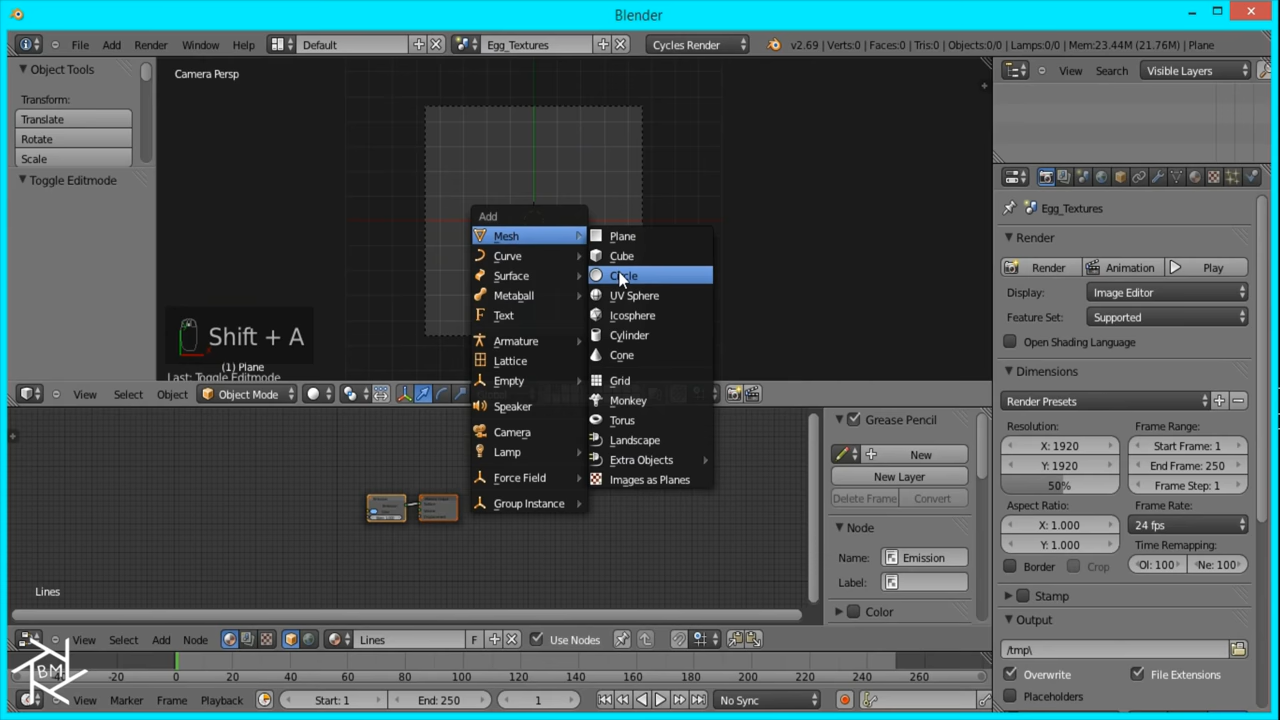 Blender
File Add Render Window Help Default Egg_Textures Cycles Render v2.69 | Verts:0 | Faces:0 | Tris:0 | Objects:0/0 | Lamps:0/0 | Mem:23.44M (21.76M) | Plane
Object Tools
Transform:
Translate
Rotate
Scale
Toggle Editmode
Camera Persp
Shift + A
(1) Plane
Last: Toggle Editmode
Add
Mesh
Curve
Surface
Metaball
Text
Armature
Lattice
Empty
Speaker
Camera
Lamp
Force Field
Group Instance
Plane
Cube
Circle
UV Sphere
Icosphere
Cylinder
Cone
Grid
Monkey
Torus
Landscape
Extra Objects
Images as Planes
View Select Object Object Mode
Lines
Grease Pencil
New
New Layer
Delete Frame Convert
Node
Name: Emission
Label:
Color
View Select Add Node Lines F Use Nodes
-40 -20 0 20 40 60 80 100 120 140 160 180 200 220 240 260
View Marker Frame Playback Start: 1 End: 250 1 No Sync
BM
View Search Visible Layers
Egg_Textures
Render
Render Animation Play
Display: Image Editor
Feature Set: Supported
Open Shading Language
Dimensions
Render Presets
Resolution: Frame Range:
X: 1920 Start Frame: 1
Y: 1920 End Frame: 250
50% Frame Step: 1
Aspect Ratio: Frame Rate:
X: 1.000 24 fps
Y: 1.000 Time Remapping:
Border Crop Ol: 100 Ne: 100
Stamp
Output
/tmp\
Overwrite File Extensions
Placeholders